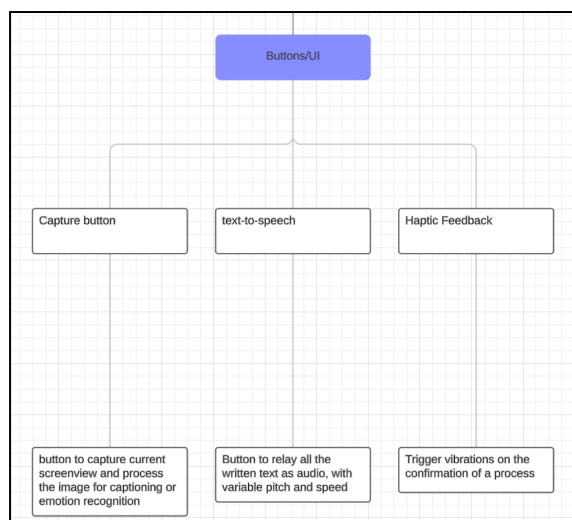 Buttons/UI
Capture button
text-to-speech
Haptic Feedback
button to capture current
screenview and process
the image for captioning or
emotion recognition
Button to relay all the
written text as audio, with
variable pitch and speed
Trigger vibrations on the
confirmation of a process